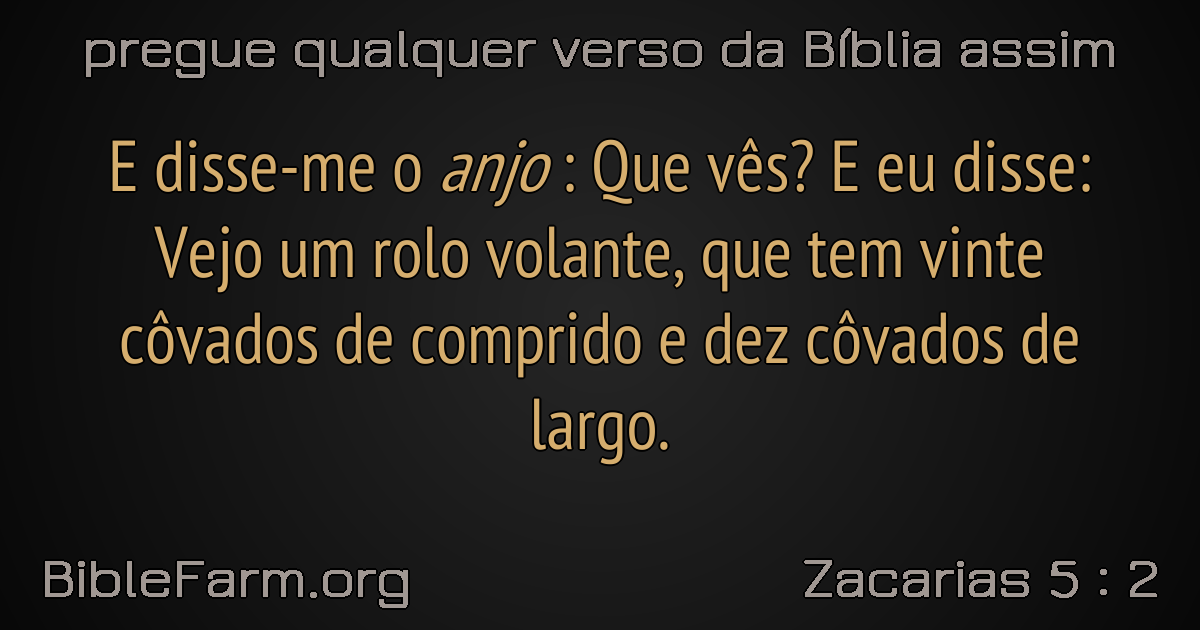 pregue qualquer verso da Bíblia assim
E disse-me o anjo : Que vês? E eu disse:
Vejo um rolo volante, que tem vinte
côvados de comprido e dez côvados de
largo.
BibleFarm.org
Zacarias 5 : 2